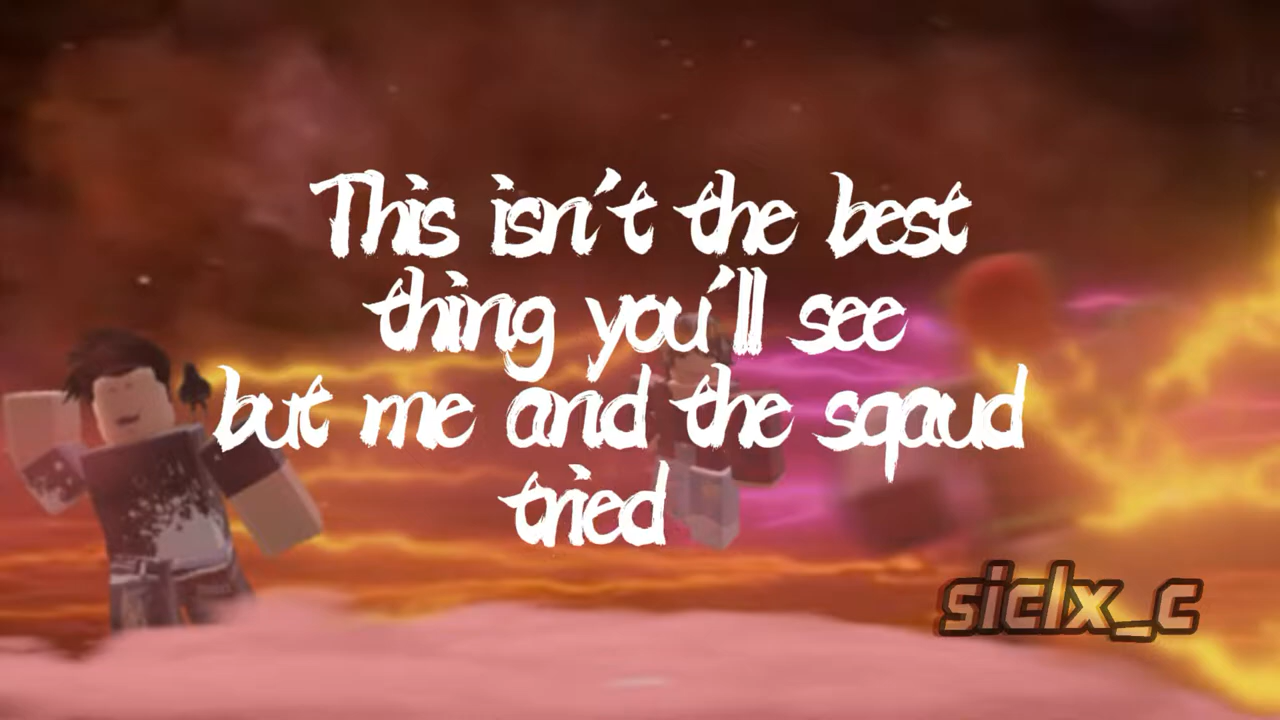 This isn't the best
thing you'll see
but me and the sqaud
tried
siclx_c